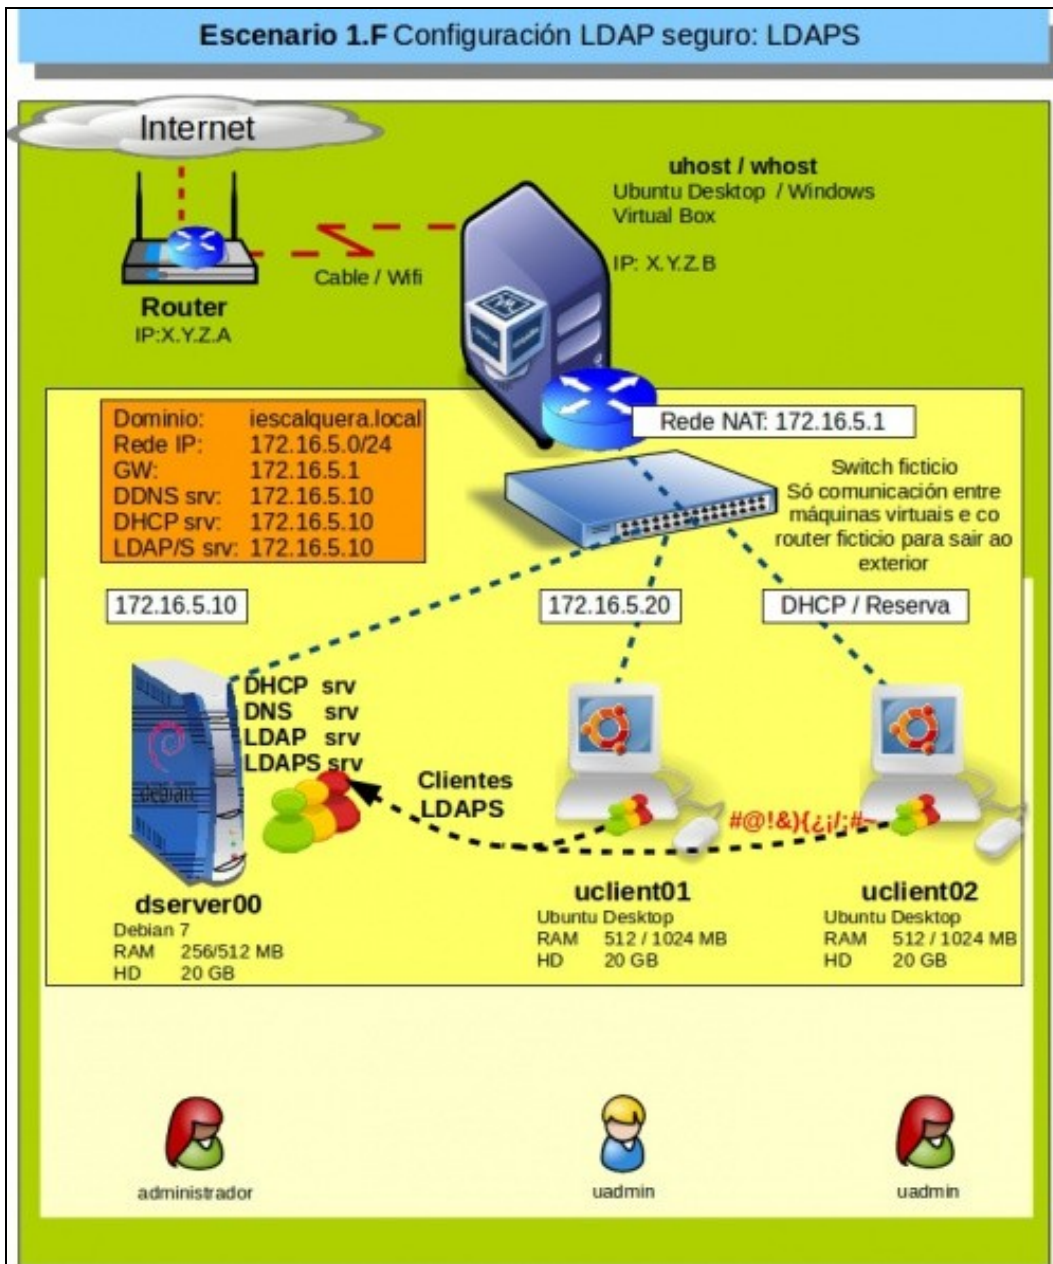 Escenario 1.F Configuración LDAP seguro: LDAPS
Internet
uhost / whost
Ubuntu Desktop / Windows
Virtual Box
IP: X.Y.Z.B
Cable / Wifi
Router
IP:X.Y.Z.A
Dominio: iescalquera.local
Rede IP: 172.16.5.0/24
GW: 172.16.5.1
DDNS srv: 172.16.5.10
DHCP srv: 172.16.5.10
LDAP/S srv: 172.16.5.10
Rede NAT: 172.16.5.1
Switch ficticio
Só comunicación entre
máquinas virtuais e co
router ficticio para sair ao
exterior
172.16.5.10
172.16.5.20
DHCP / Reserva
DHCP srv
DNS srv
LDAP srv
LDAPS srv
debian
Clientes
LDAPS
#@!&){¿¡/;#~
dserver00
Debian 7
RAM 256/512 MB
HD 20 GB
uclient01
Ubuntu Desktop
RAM 512 / 1024 MB
HD 20 GB
uclient02
Ubuntu Desktop
RAM 512 / 1024 MB
HD 20 GB
administrador
uadmin
uadmin